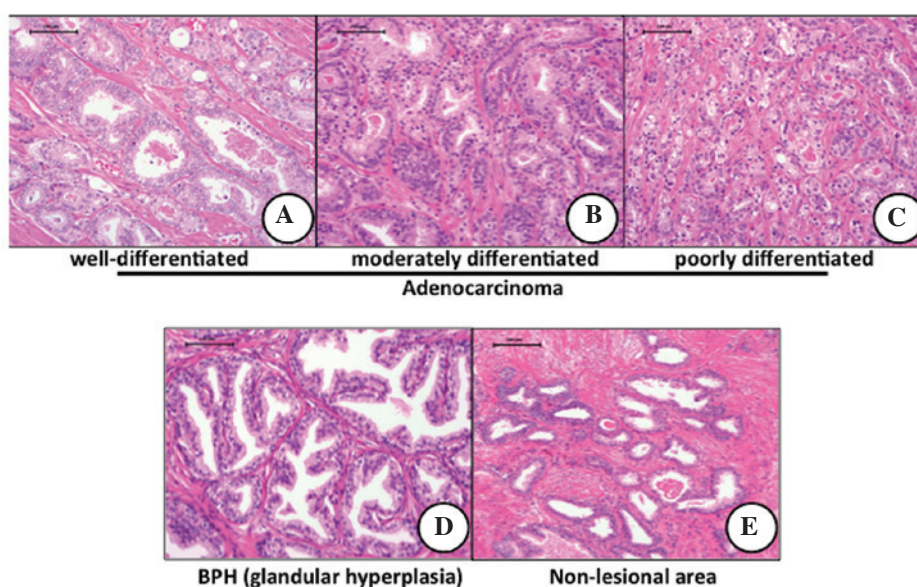 A
B
C
well-differentiated
moderately differentiated
poorly differentiated
Adenocarcinoma
D
E
BPH (glandular hyperplasia)
Non-lesional area